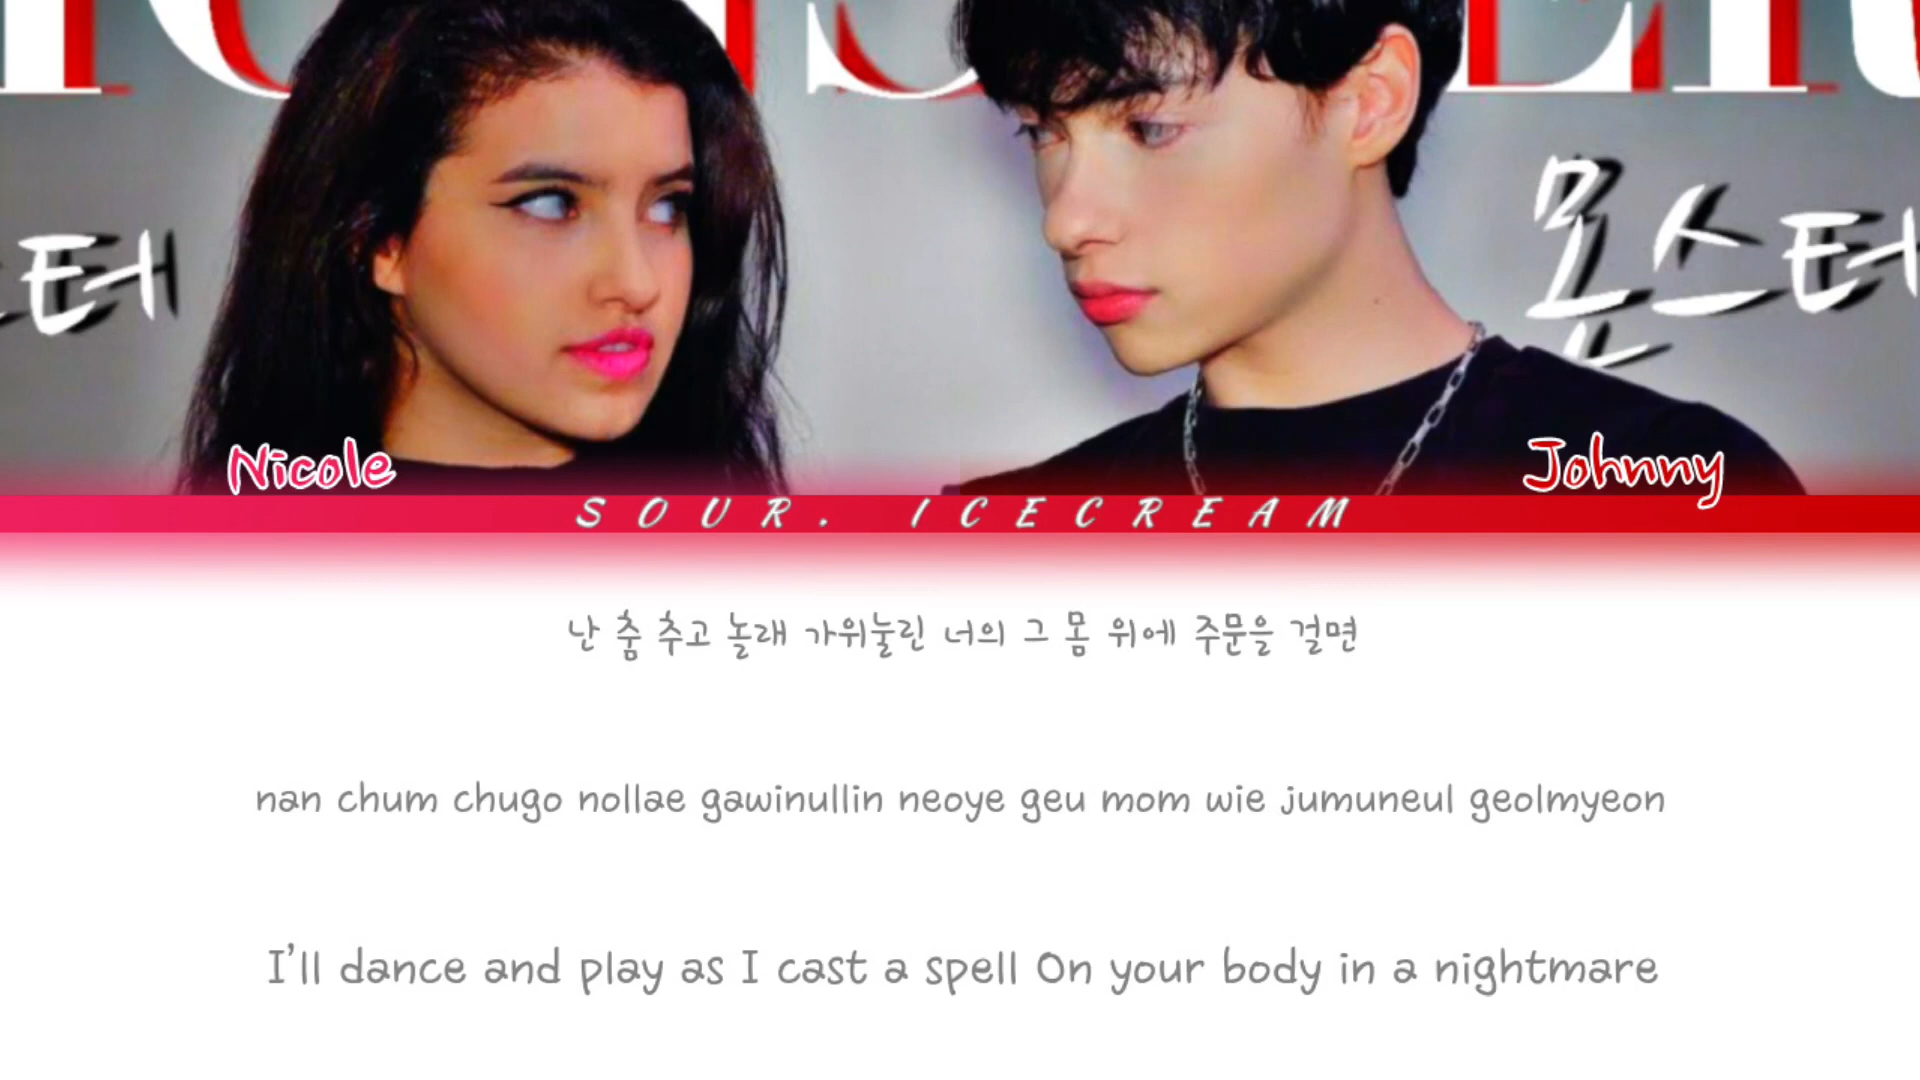 스터
몬스터
Nicole
Johnny
SOUR. ICECREAM
난 춤 추고 놀래 가위눌린 너의 그 몸 위에 주문을 걸면
nan chum chugo nollae gawinullin neoye geu mom wie jumuneul geolmyeon
I'll dance and play as I cast a spell On your body in a nightmare